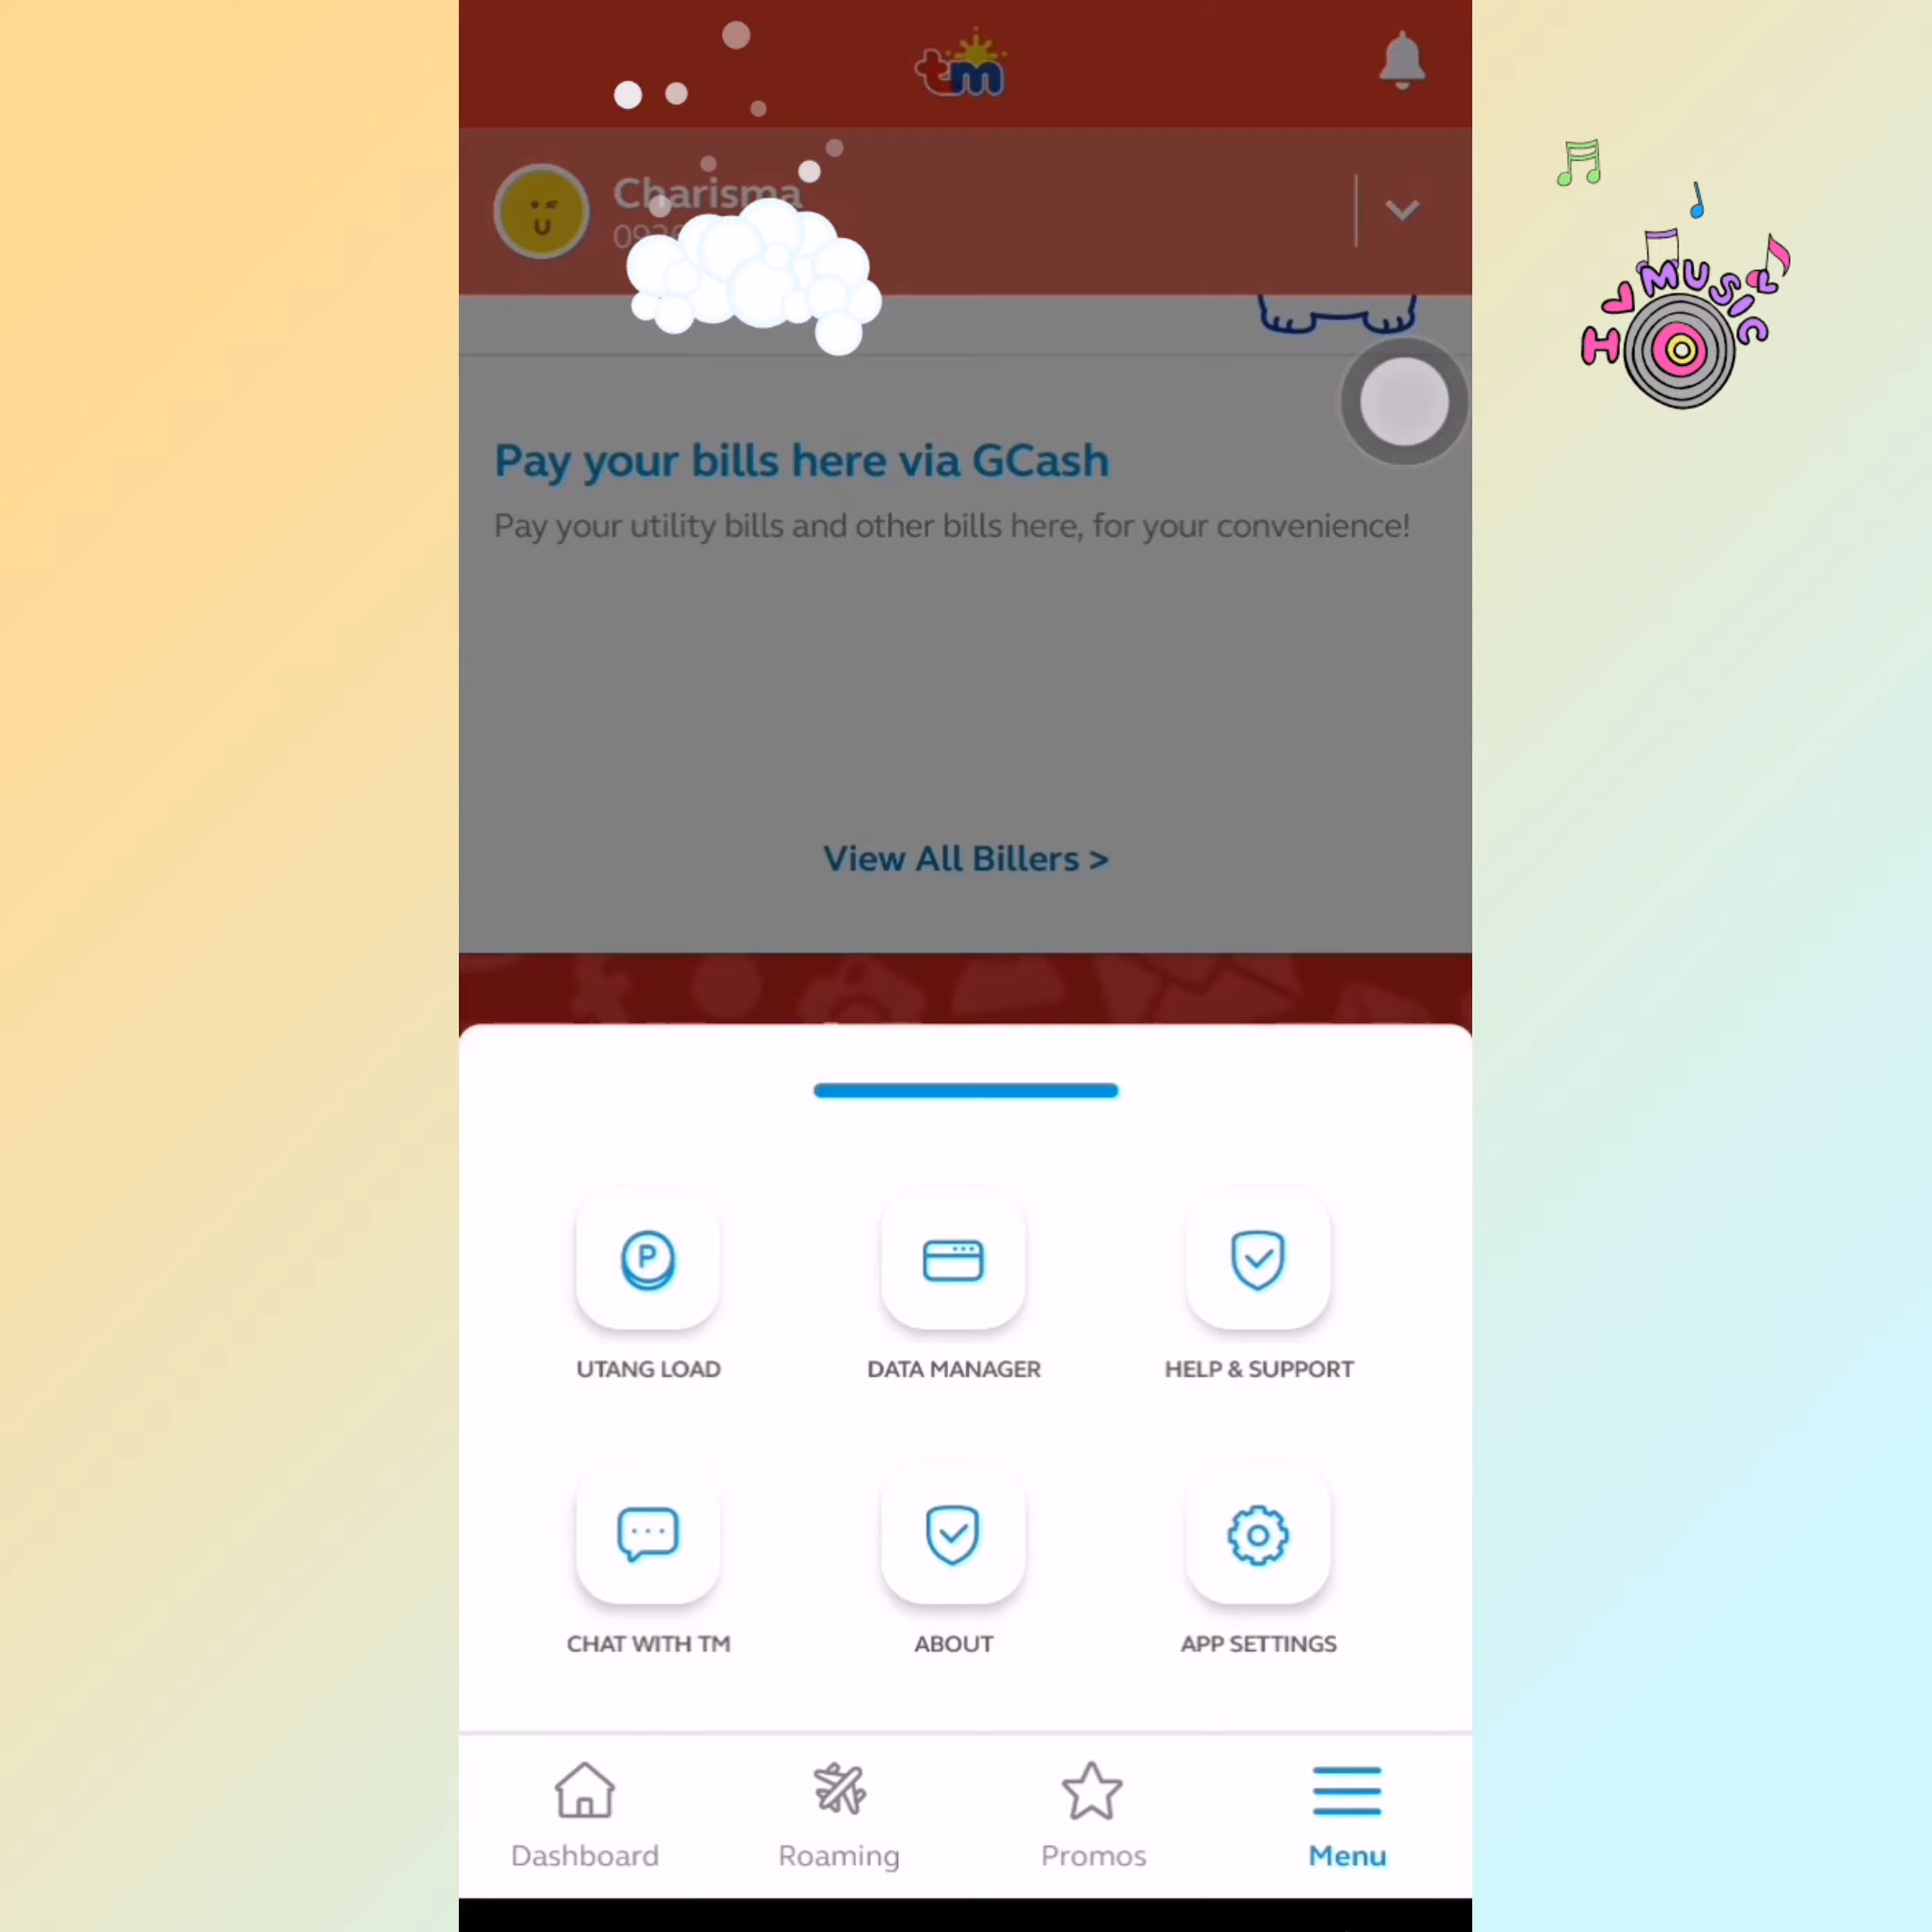 tm
Charisma
Pay your bills here via GCash
Pay your utility bills and other bills here, for your convenience!
View All Billers >
P
UTANG LOAD
DATA MANAGER
HELP & SUPPORT
CHAT WITH TM
ABOUT
APP SETTINGS
Dashboard
Roaming
Promos
Menu
MUSIC